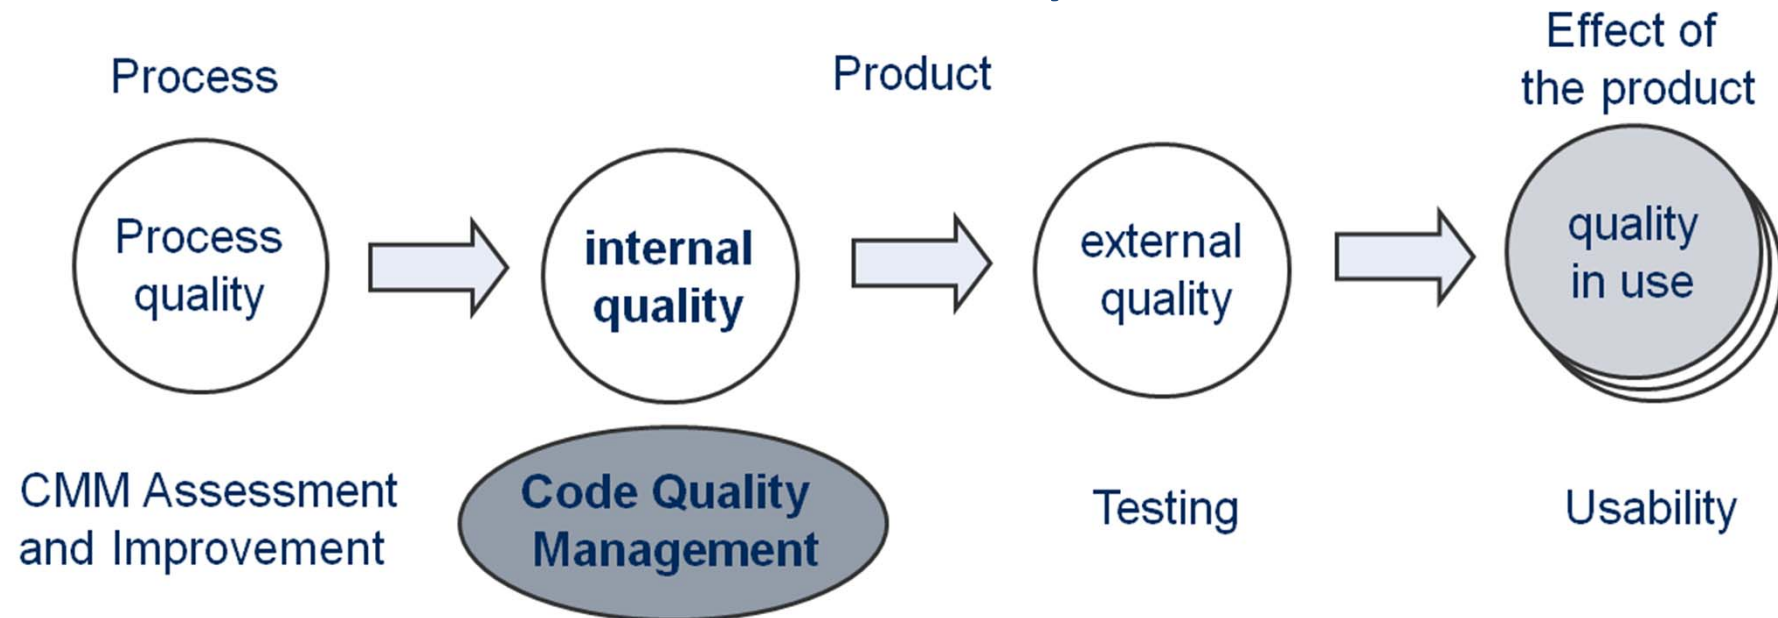 Process
Product
Effect of
the product
Process
quality
internal
quality
external
quality
quality
in use
CMM Assessment
and Improvement
Code Quality
Management
Testing
Usability